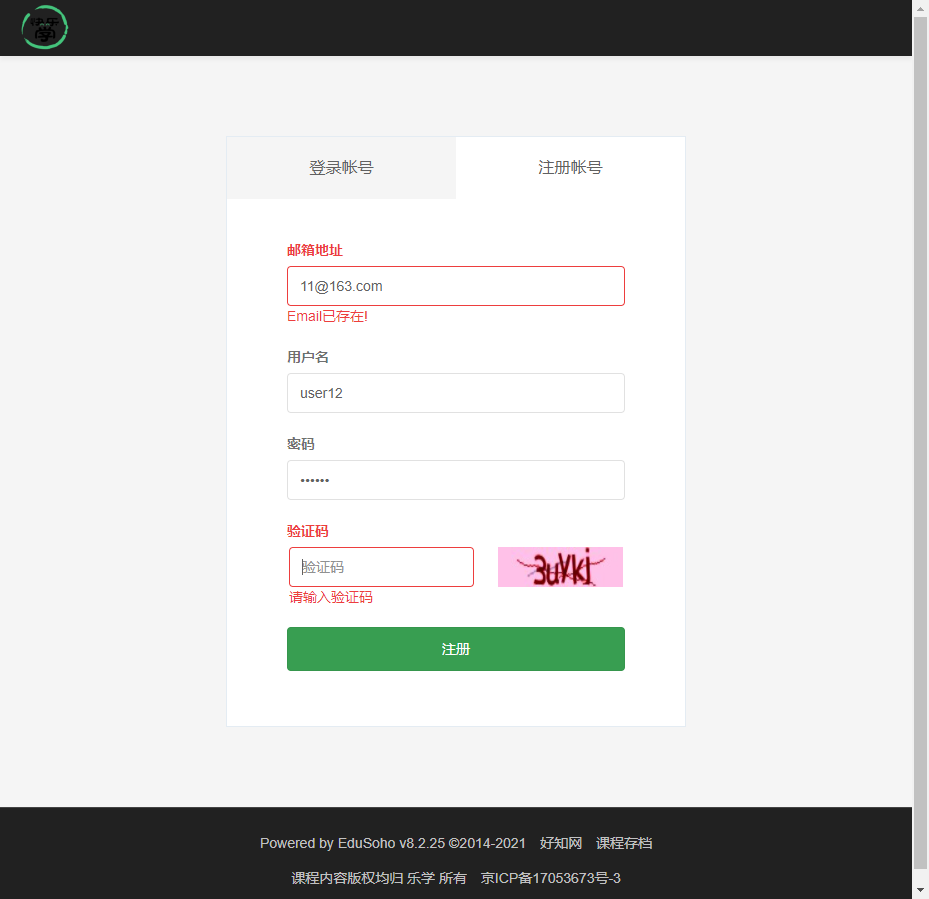 快乐
学
登录帐号
注册帐号
邮箱地址
11@163.com
Email已存在!
用户名
user12
密码
••••••
验证码
验证码
3uVkj
请输入验证码
注册
Powered by EduSoho v8.2.25 ©2014-2021 好知网 课程存档
课程内容版权均归 乐学 所有 京ICP备17053673号-3